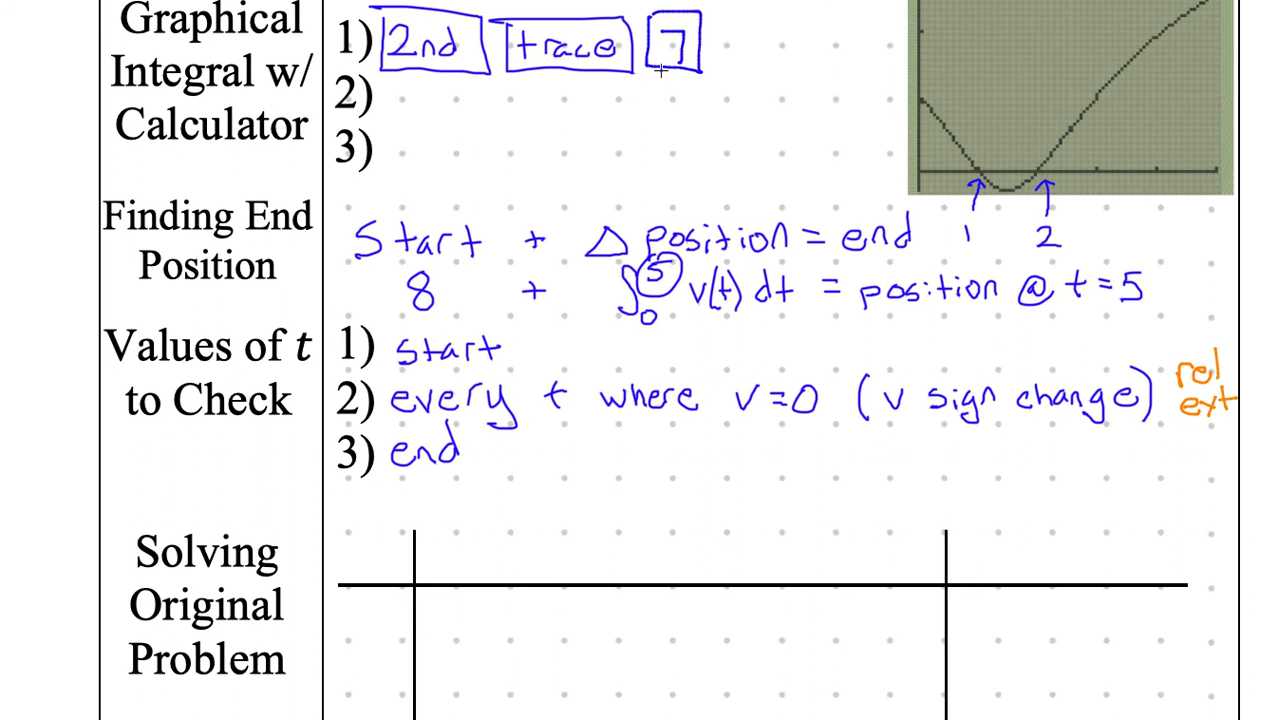 Graphical Integral w/ Calculator
1) 2nd trace 7
2)
3)
1 2
Finding End Position
Start + Δ position = end
8 + ∫₀⁵ v(t) dt = position @ t = 5
Values of t to Check
1) start
2) every t where v = 0 (v sign change) rel ext
3) end
Solving Original Problem